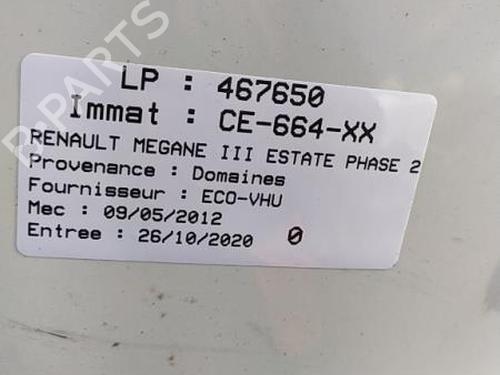 B-PARTS
LP : 467650
Immat : CE-664-XX
RENAULT MEGANE III ESTATE PHASE 2
Provenance : Domaines
Fournisseur : ECO-VHU
Mec : 09/05/2012
Entree : 26/10/2020 0